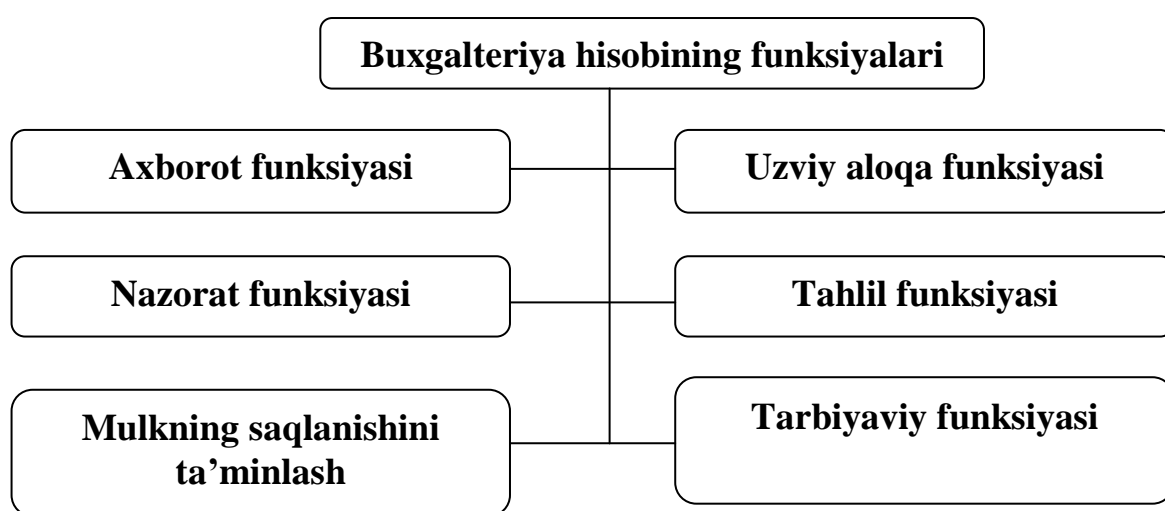 Buxgalteriya hisobining funksiyalari
Axborot funksiyasi
Uzviy aloqa funksiyasi
Nazorat funksiyasi
Tahlil funksiyasi
Mulkning saqlanishini
ta’minlash
Tarbiyaviy funksiyasi